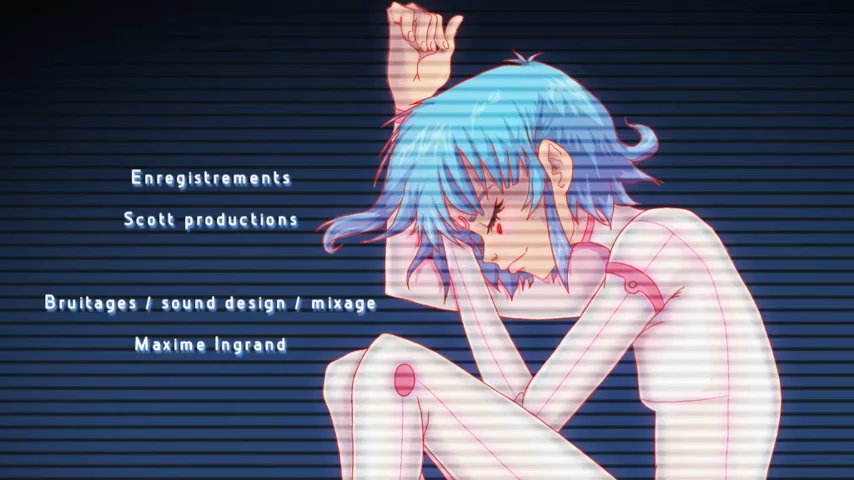 Enregistrements
Scott productions
Bruitages / sound design / mixage
Maxime Ingrand